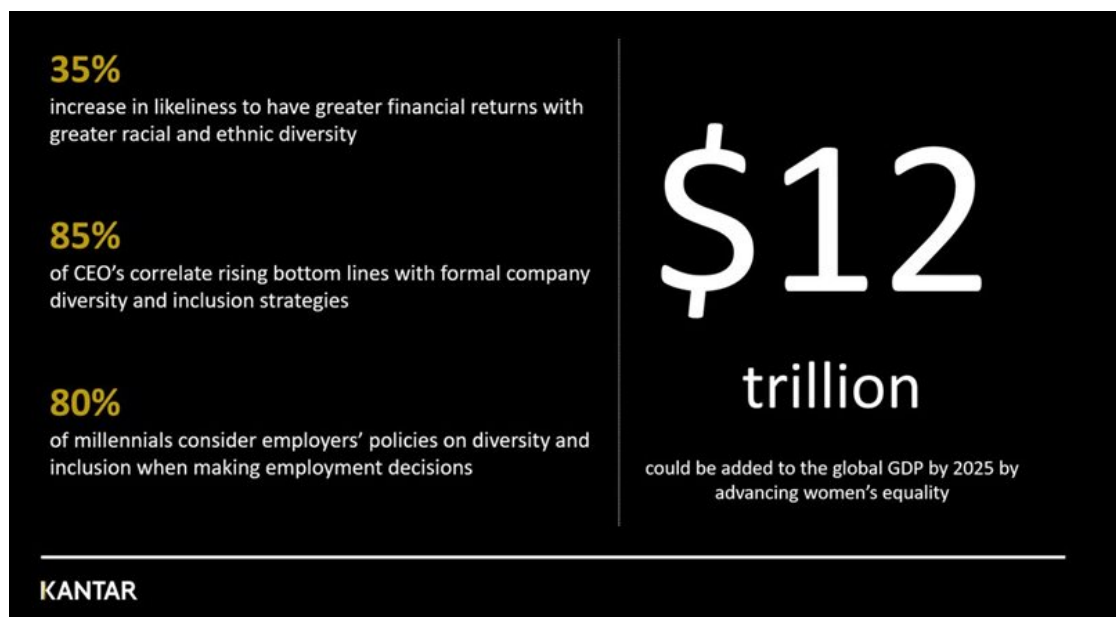 35%
increase in likeliness to have greater financial returns with
greater racial and ethnic diversity
85%
of CEO’s correlate rising bottom lines with formal company
diversity and inclusion strategies
80%
of millennials consider employers’ policies on diversity and
inclusion when making employment decisions
$12
trillion
could be added to the global GDP by 2025 by
advancing women’s equality
KANTAR